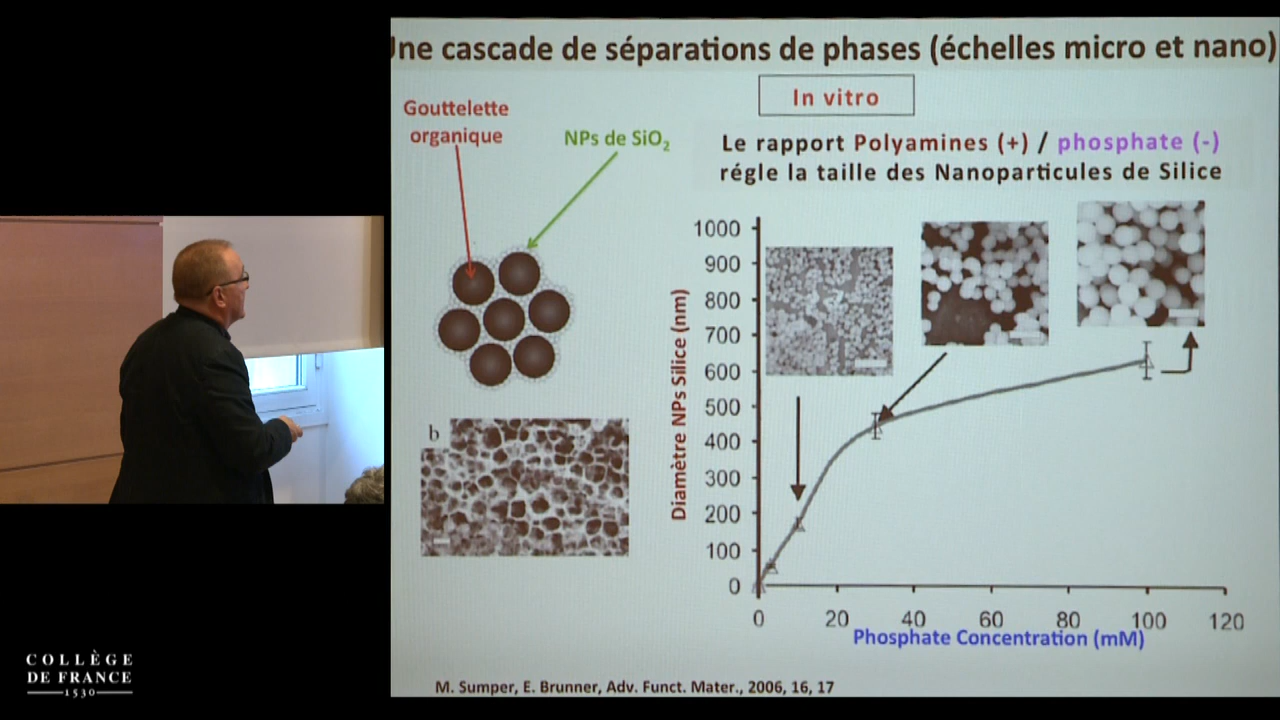 Une cascade de séparations de phases (échelles micro et nano)
In vitro
Gouttelette
organique
NPs de SiO2
Le rapport Polyamines (+) / phosphate (-)
régle la taille des Nanoparticules de Silice
Diamètre NPs Silice (nm)
1000
900
800
700
600
500
400
300
200
100
0
0 20 40 60 80 100 120
Phosphate Concentration (mM)
b
M. Sumper, E. Brunner, Adv. Funct. Mater., 2006, 16, 17
COLLÈGE
DE FRANCE
1530